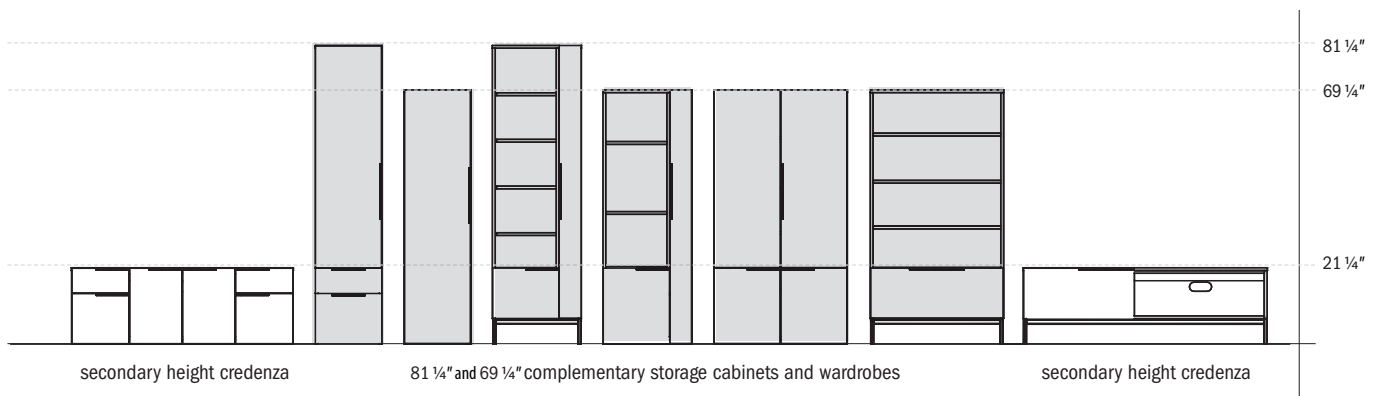 81 ¼″
69 ¼″
21 ¼″
secondary height credenza
81 ¼″ and 69 ¼″ complementary storage cabinets and wardrobes
secondary height credenza